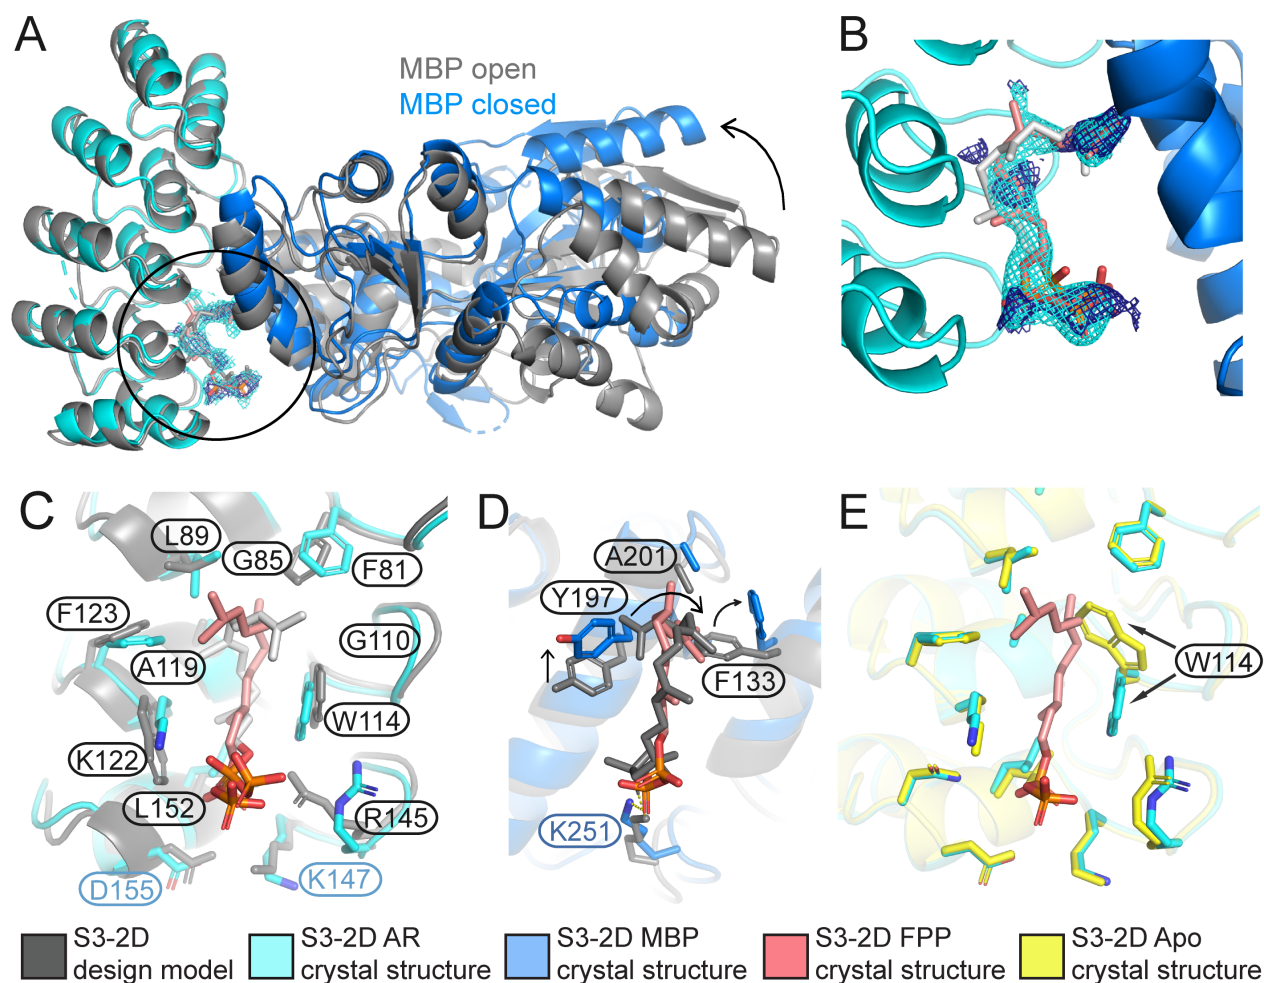 A
MBP open
MBP closed
B
C
L89
G85
F81
F123
G110
A119
W114
K122
L152
R145
D155
K147
D
A201
Y197
F133
K251
E
W114
S3-2D
design model
S3-2D AR
crystal structure
S3-2D MBP
crystal structure
S3-2D FPP
crystal structure
S3-2D Apo
crystal structure